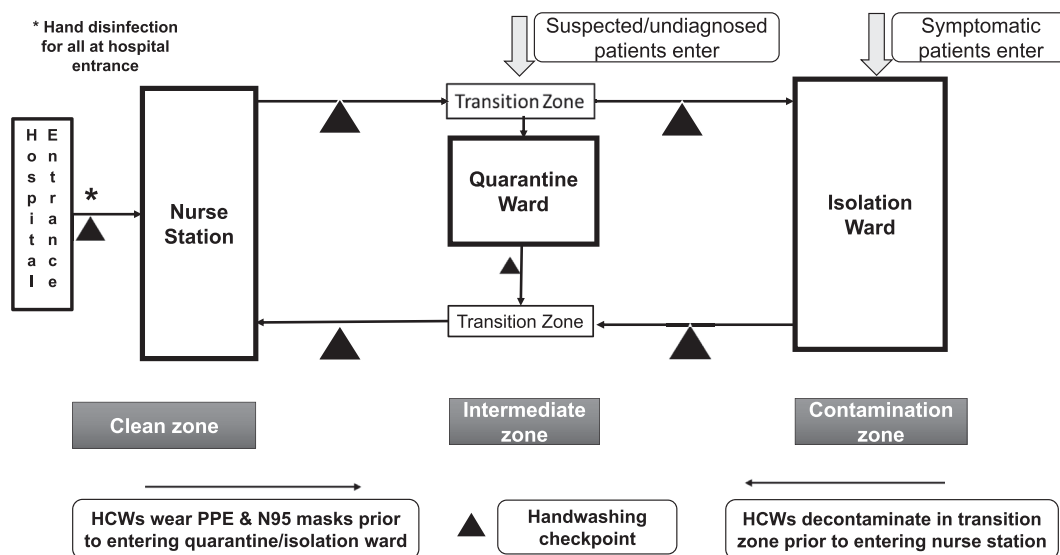 * Hand disinfection
for all at hospital
entrance
Suspected/undiagnosed
patients enter
Symptomatic
patients enter
Hospital
Entrance
*
Nurse
Station
Transition Zone
Quarantine
Ward
Transition Zone
Isolation
Ward
Clean zone
Intermediate
zone
Contamination
zone
HCWs wear PPE & N95 masks prior
to entering quarantine/isolation ward
Handwashing
checkpoint
HCWs decontaminate in transition
zone prior to entering nurse station